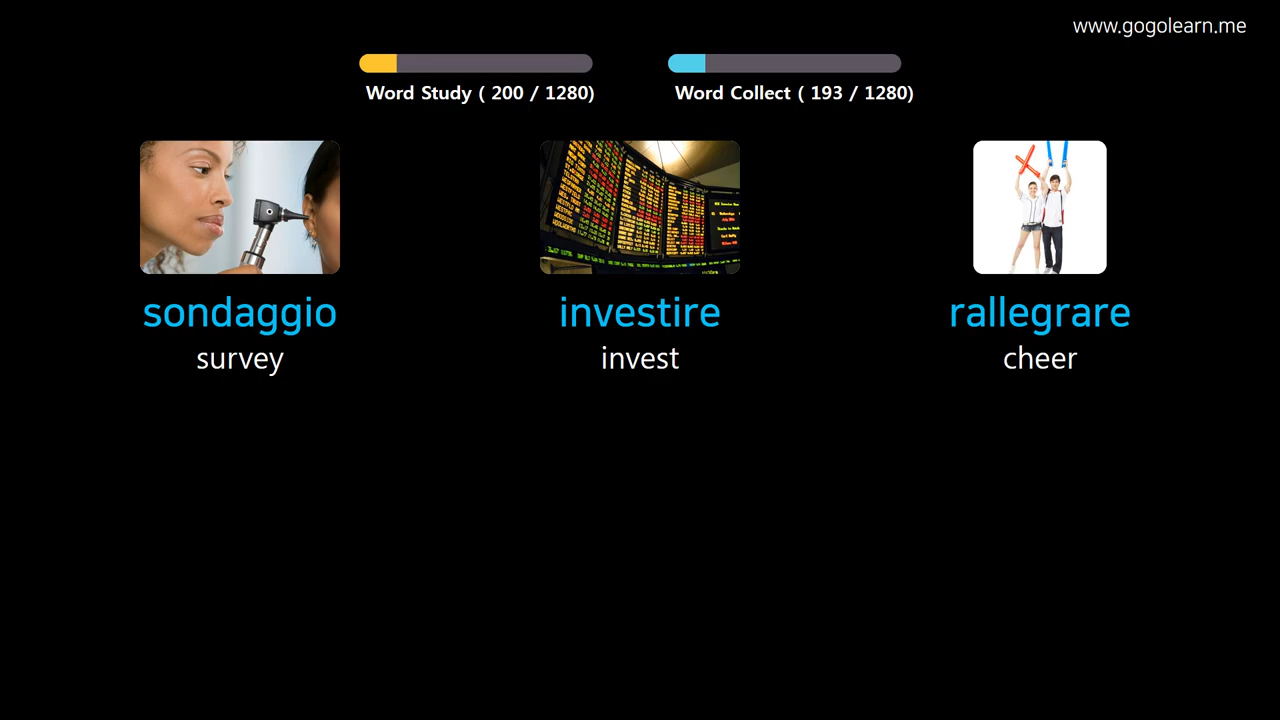 www.gogolearn.me
Word Study ( 200 / 1280)
Word Collect ( 193 / 1280)
sondaggio
survey
investire
invest
rallegrare
cheer